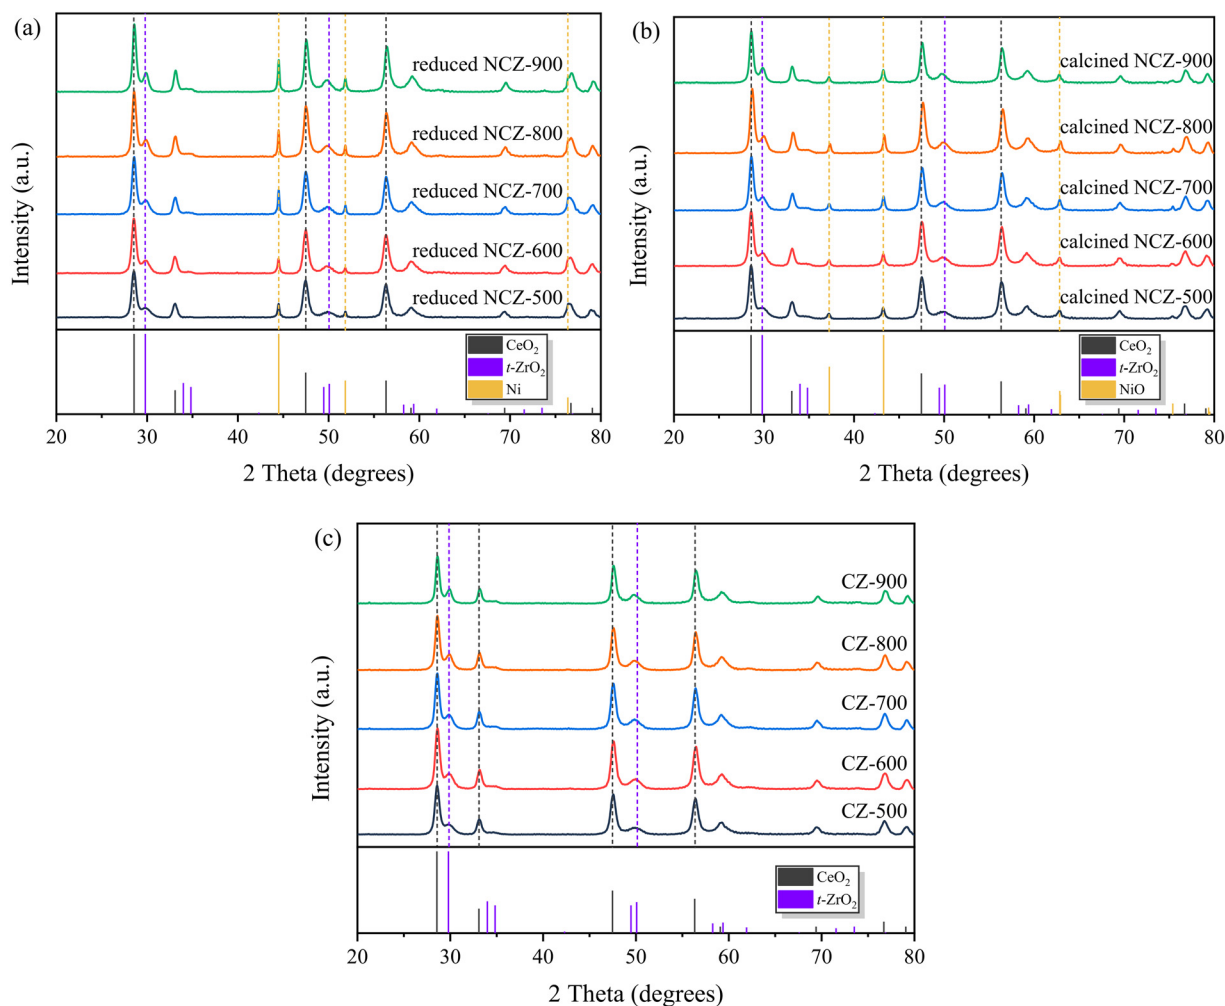 (a)
reduced NCZ-900
reduced NCZ-800
reduced NCZ-700
reduced NCZ-600
reduced NCZ-500
Intensity (a.u.)
CeO2
t-ZrO2
Ni
20 30 40 50 60 70 80
2 Theta (degrees)
(b)
calcined NCZ-900
calcined NCZ-800
calcined NCZ-700
calcined NCZ-600
calcined NCZ-500
Intensity (a.u.)
CeO2
t-ZrO2
NiO
20 30 40 50 60 70 80
2 Theta (degrees)
(c)
CZ-900
CZ-800
CZ-700
CZ-600
CZ-500
Intensity (a.u.)
CeO2
t-ZrO2
20 30 40 50 60 70 80
2 Theta (degrees)